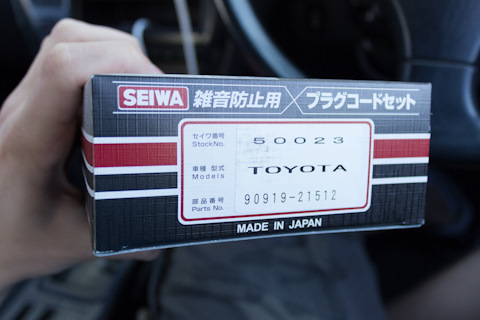 SEIWA 雑音防止用 プラグコードセット
セイワ番号 50023
StockNo.
車種 型式 TOYOTA
Models
部品番号 90919-21512
Parts No.
MADE IN JAPAN